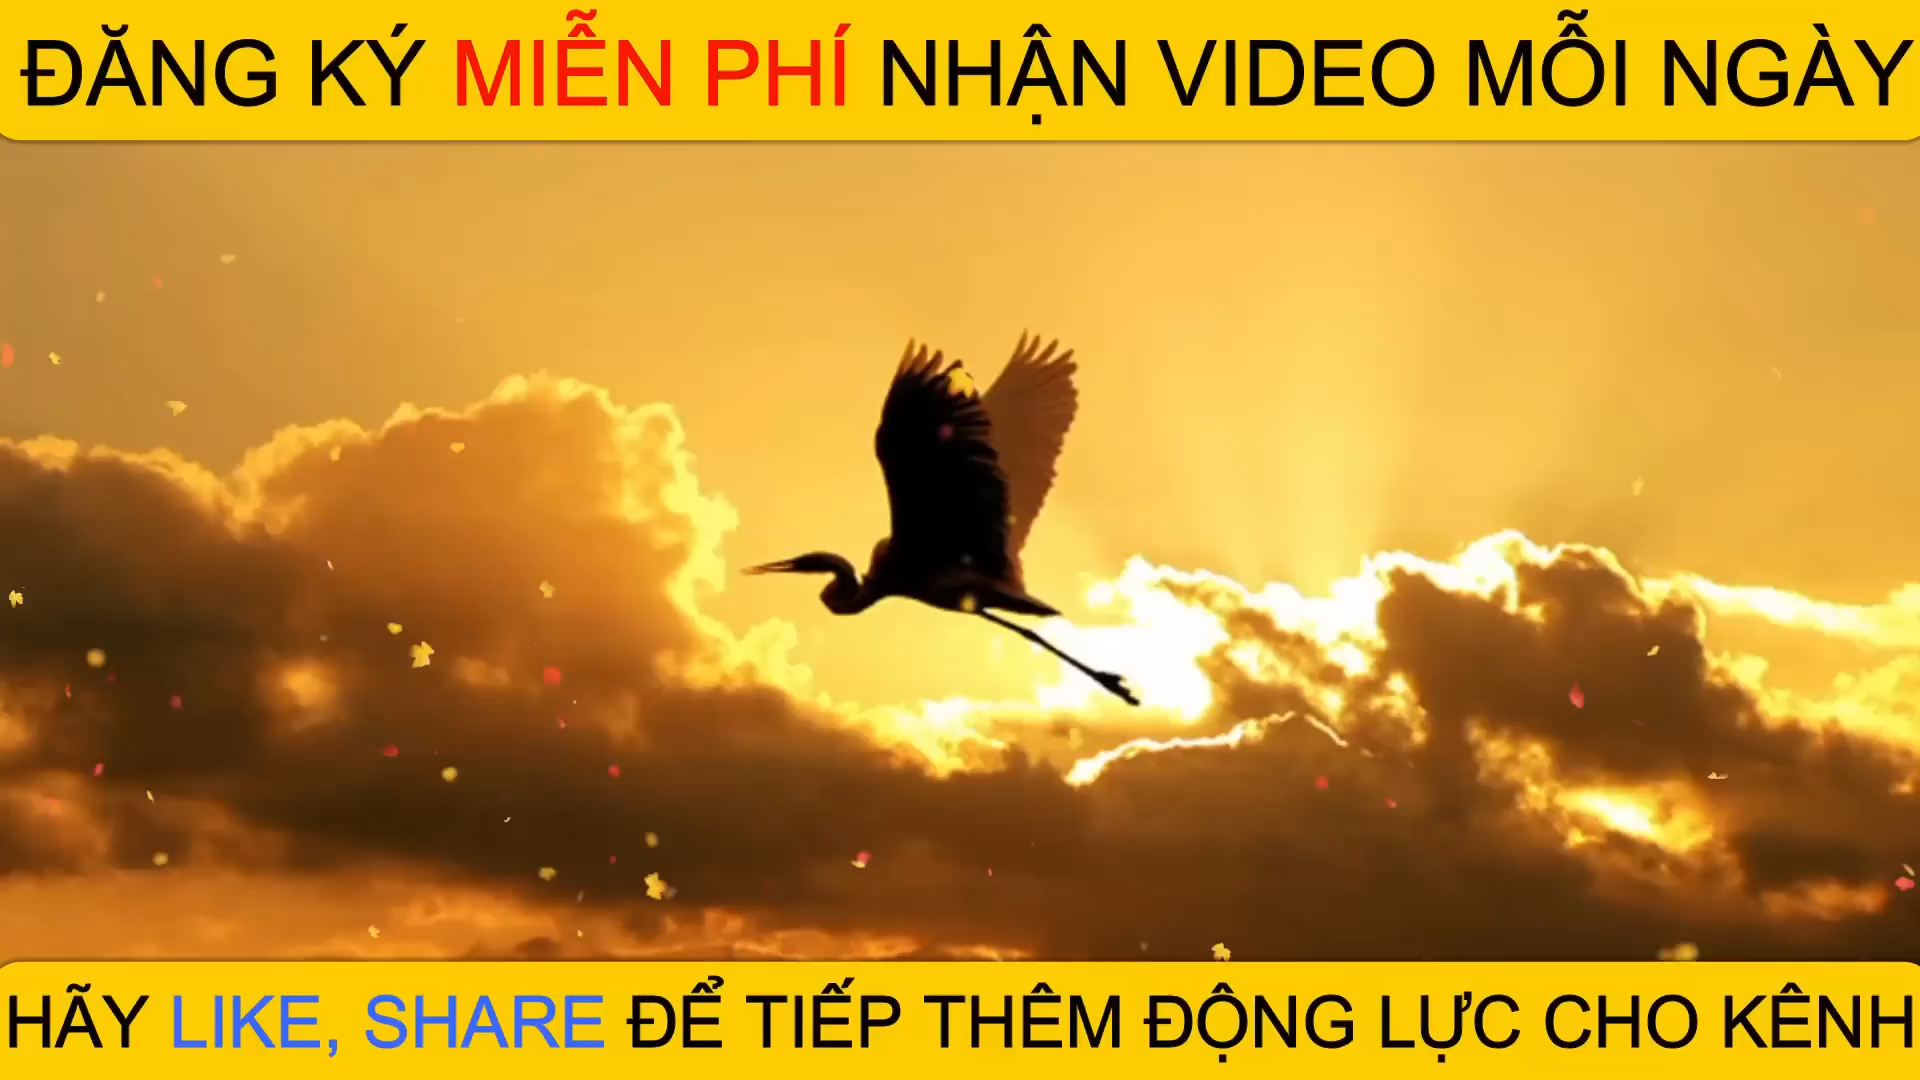 ĐĂNG KÝ MIỄN PHÍ NHẬN VIDEO MỖI NGÀY
HÃY LIKE, SHARE ĐỂ TIẾP THÊM ĐỘNG LỰC CHO KÊNH